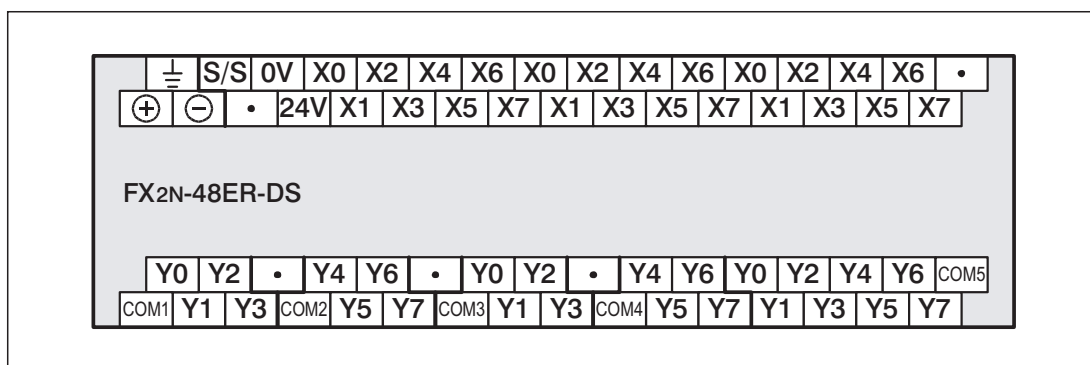 ⏚ S/S 0V X0 X2 X4 X6 X0 X2 X4 X6 X0 X2 X4 X6 •
⊕ ⊖ • 24V X1 X3 X5 X7 X1 X3 X5 X7 X1 X3 X5 X7
FX2N-48ER-DS
Y0 Y2 • Y4 Y6 • Y0 Y2 • Y4 Y6 Y0 Y2 Y4 Y6 COM5
COM1 Y1 Y3 COM2 Y5 Y7 COM3 Y1 Y3 COM4 Y5 Y7 Y1 Y3 Y5 Y7